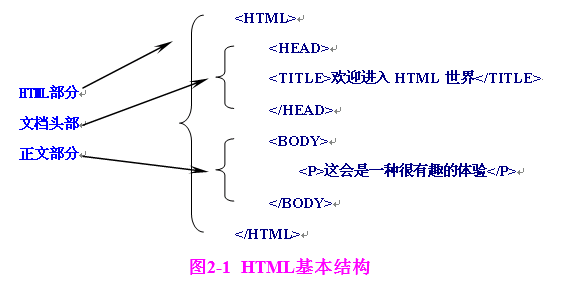 <HTML>
<HEAD>
<TITLE>欢迎进入 HTML 世界</TITLE>
</HEAD>
<BODY>
<P>这会是一种很有趣的体验</P>
</BODY>
</HTML>
HTML部分
文档头部
正文部分
图2-1 HTML基本结构